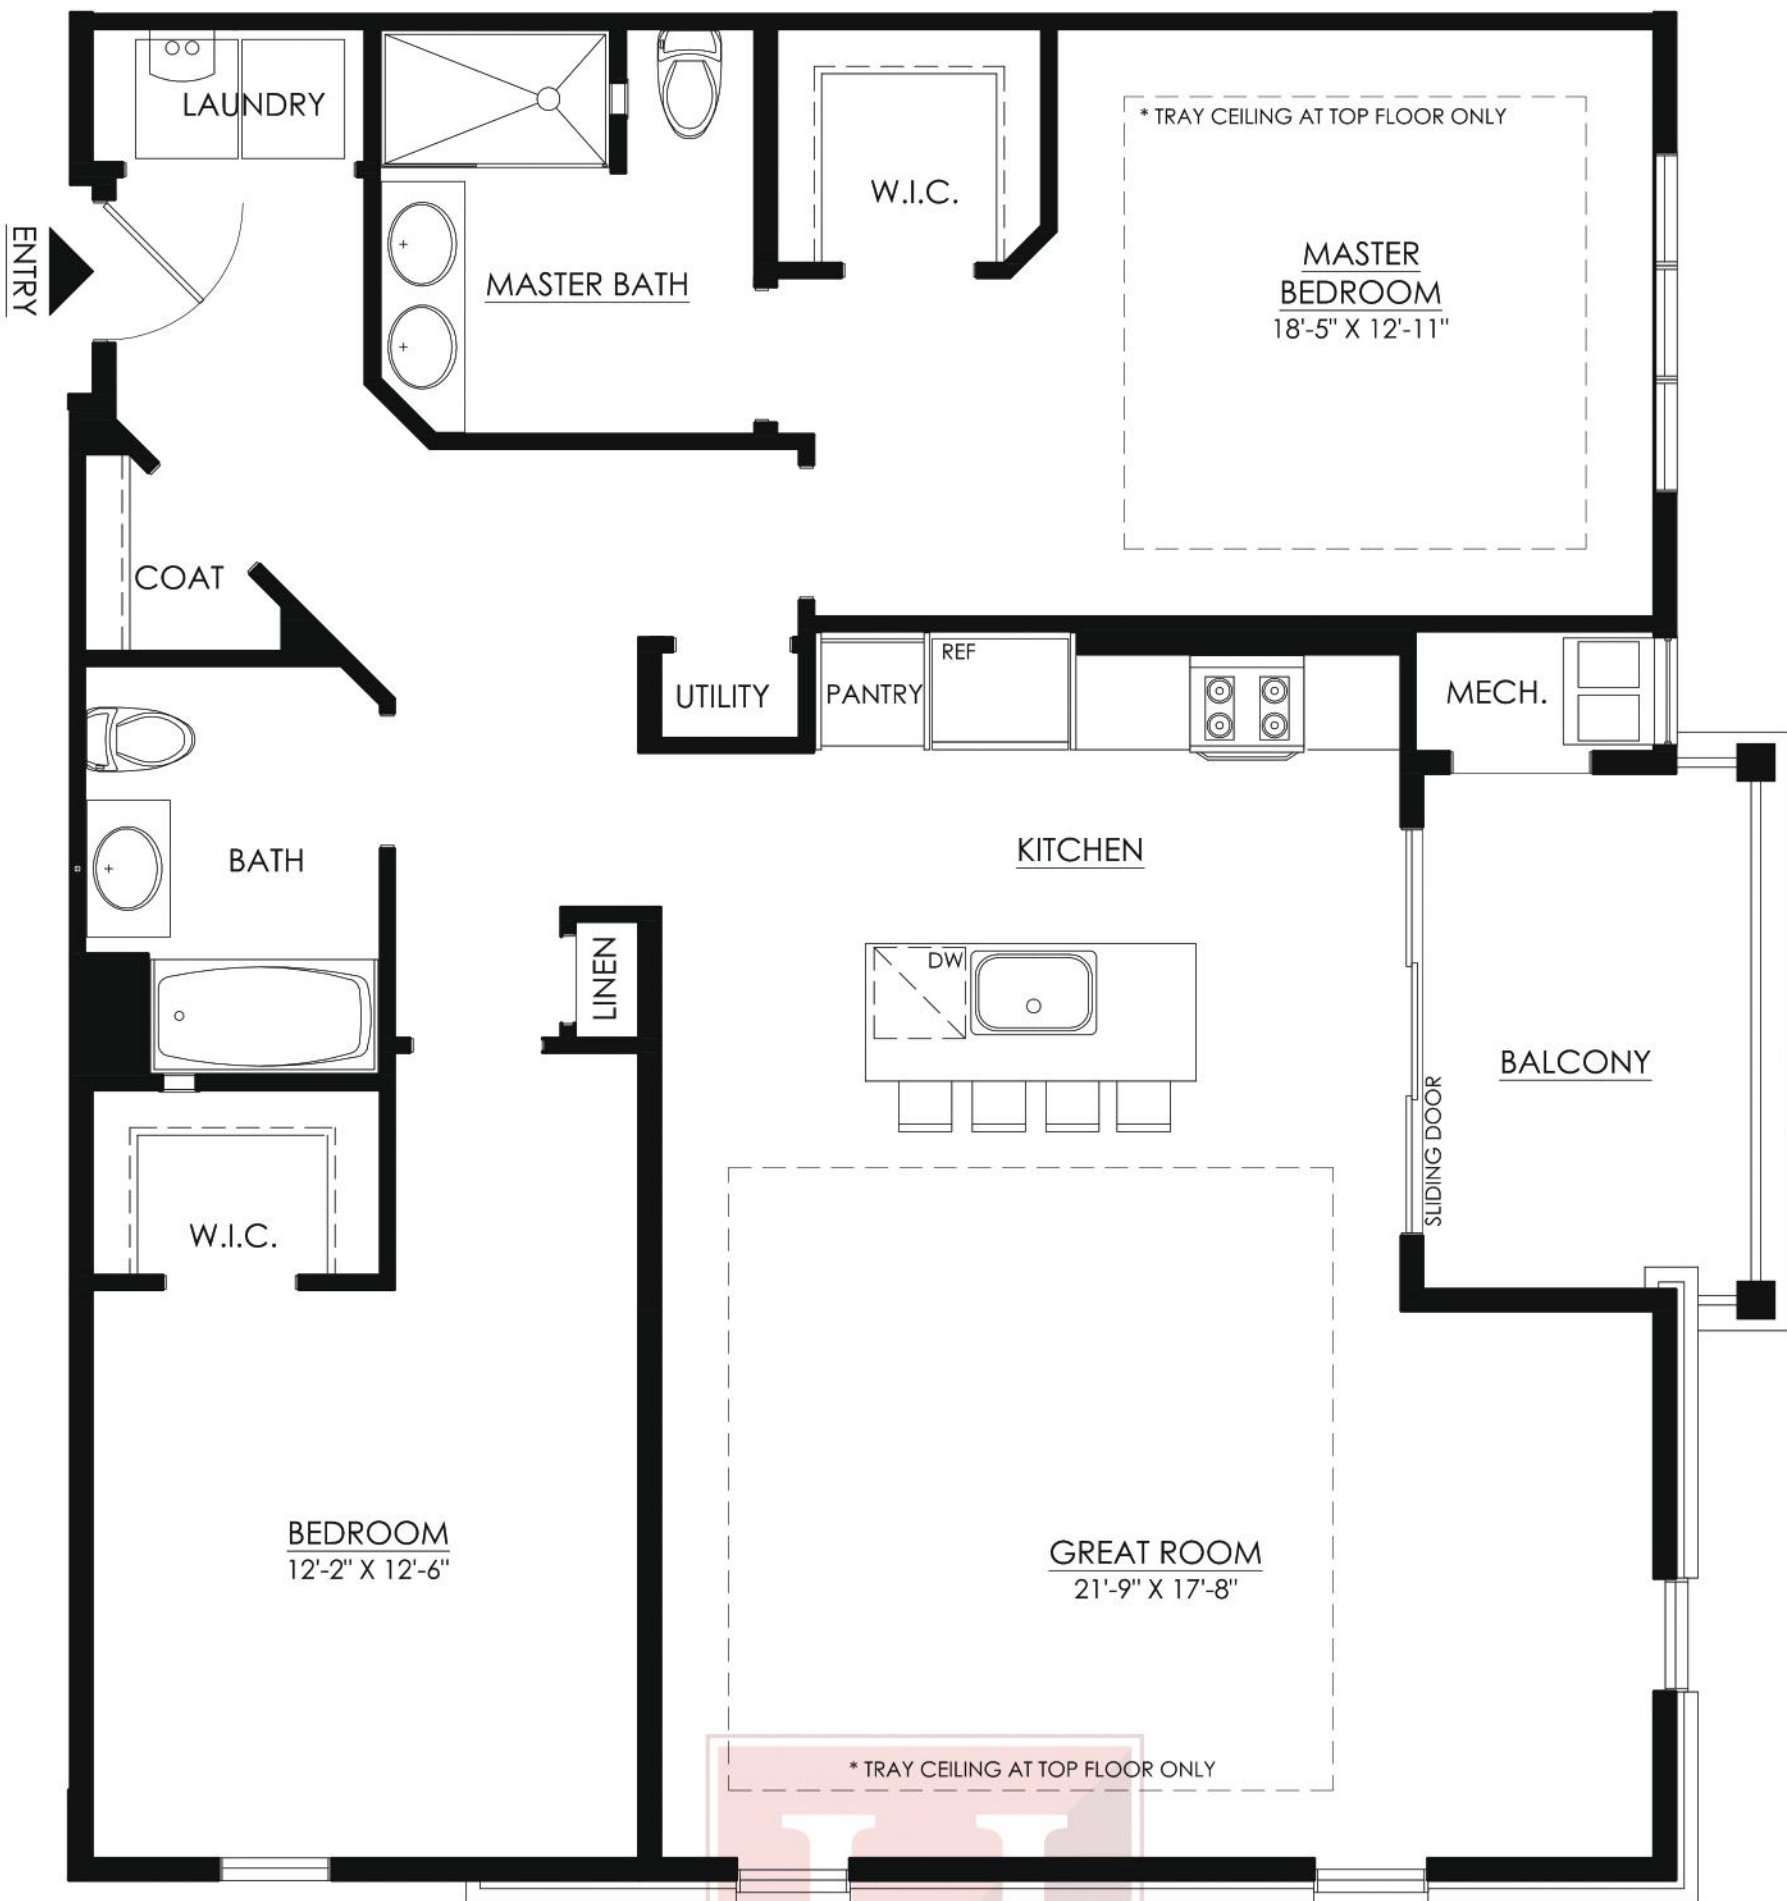 LAUNDRY
* TRAY CEILING AT TOP FLOOR ONLY
W.I.C.
ENTRY
MASTER BATH
MASTER
BEDROOM
18'-5" X 12'-11"
COAT
UTILITY
PANTRY
REF
MECH.
BATH
KITCHEN
LINEN
DW
BALCONY
SLIDING DOOR
W.I.C.
BEDROOM
12'-2" X 12'-6"
GREAT ROOM
21'-9" X 17'-8"
* TRAY CEILING AT TOP FLOOR ONLY